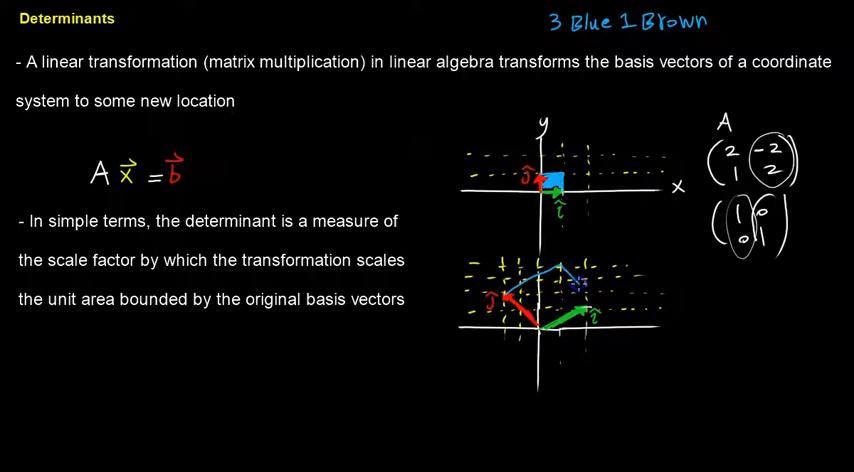 Determinants
3 Blue 1 Brown
- A linear transformation (matrix multiplication) in linear algebra transforms the basis vectors of a coordinate
system to some new location
A x⃗ = b⃗
- In simple terms, the determinant is a measure of
the scale factor by which the transformation scales
the unit area bounded by the original basis vectors
y
ĵ
î
x
ĵ
î
A
2 -2
1 2
1 0
0 1